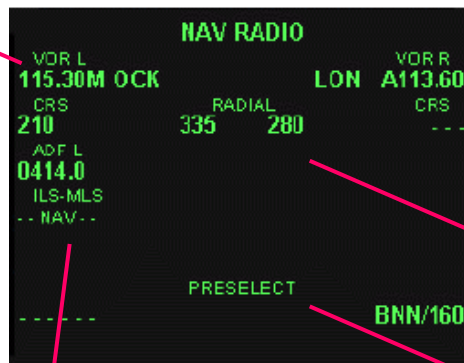 NAV RADIO
VOR L VOR R
115.30M OCK LON A113.60
CRS RADIAL CRS
210 335 280 ---
ADF L
0414.0
ILS-MLS
--NAV--
PRESELECT
------ BNN/160